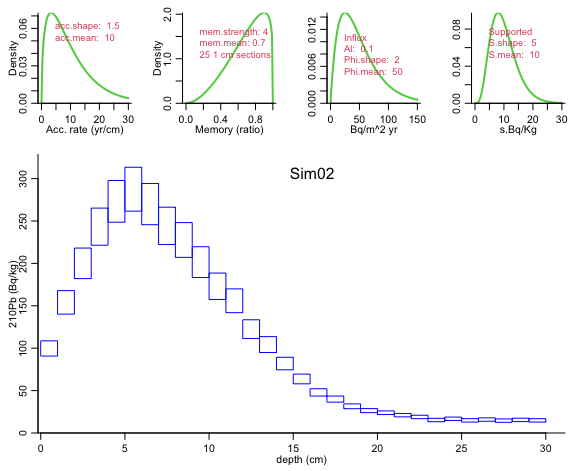 acc.shape: 1.5
acc.mean: 10
Density
0.00
0.03
0.06
0
10
20
30
Acc. rate (yr/cm)
mem.strength: 4
mem.mean: 0.7
25 1 cm sections
Density
0.0
1.0
2.0
0.0
0.4
0.8
Memory (ratio)
Influx
Al: 0.1
Phi.shape: 2
Phi.mean: 50
0.000
0.006
0.012
0
50
100
150
Bq/m^2 yr
Supported
S.shape: 5
S.mean: 10
0.00
0.04
0.08
0
10
20
30
s.Bq/Kg
Sim02
210Pb (Bq/kg)
0
50
100
150
200
250
300
0
5
10
15
20
25
30
depth (cm)